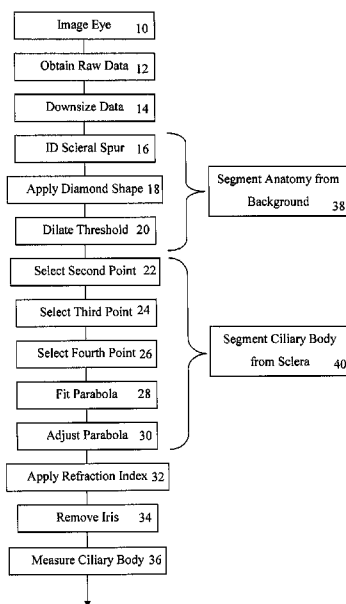 Image Eye 10
Obtain Raw Data 12
Downsize Data 14
ID Scleral Spur 16
Apply Diamond Shape 18
Dilate Threshold 20
Segment Anatomy from
Background 38
Select Second Point 22
Select Third Point 24
Select Fourth Point 26
Fit Parabola 28
Adjust Parabola 30
Segment Ciliary Body
from Sclera 40
Apply Refraction Index 32
Remove Iris 34
Measure Ciliary Body 36